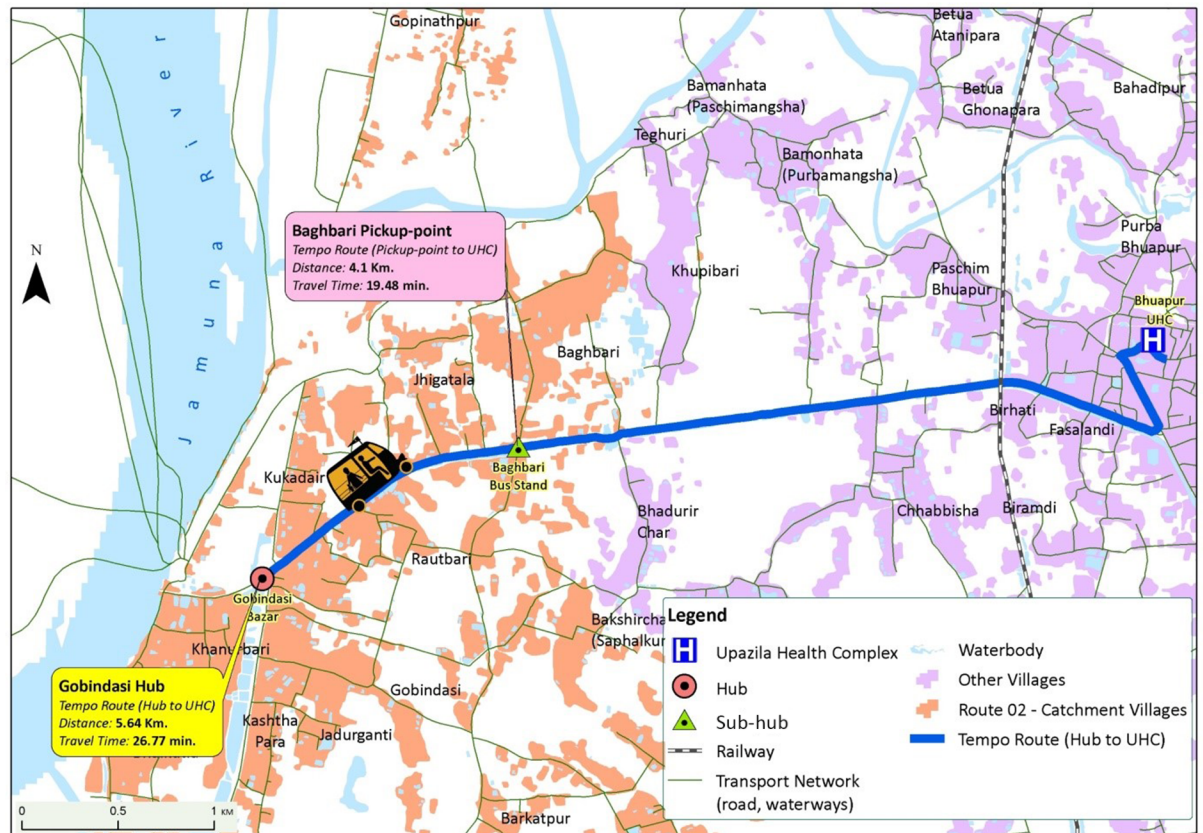 Gopinathpur
Betua
Atanipara
Bamanhata
(Paschimangsha)
Betua
Ghonapara
Bahadipur
Teghuri
Bamonhata
(Purbamangsha)
Jamuna River
Baghbari Pickup-point
Tempo Route (Pickup-point to UHC)
Distance: 4.1 Km.
Travel Time: 19.48 min.
Purba
Bhuapur
N
Khupibari
Paschim
Bhuapur
Bhuapur
UHC
H
Baghbari
Jhigatala
Birhati
Fasalandi
Kukadair
Baghbari
Bus Stand
Bhadurir
Char
Chhabbisha
Biramdi
Rautbari
Gobindasi
Bazar
Bakshircha
(Saphalkur
Khanurbari
Gobindasi Hub
Tempo Route (Hub to UHC)
Distance: 5.64 Km.
Travel Time: 26.77 min.
Gobindasi
Kashtha
Para
Jadurganti
Barkatpur
0 0.5 1 KM
Legend
H Upazila Health Complex
Hub
Sub-hub
Railway
Transport Network
(road, waterways)
Waterbody
Other Villages
Route 02 - Catchment Villages
Tempo Route (Hub to UHC)